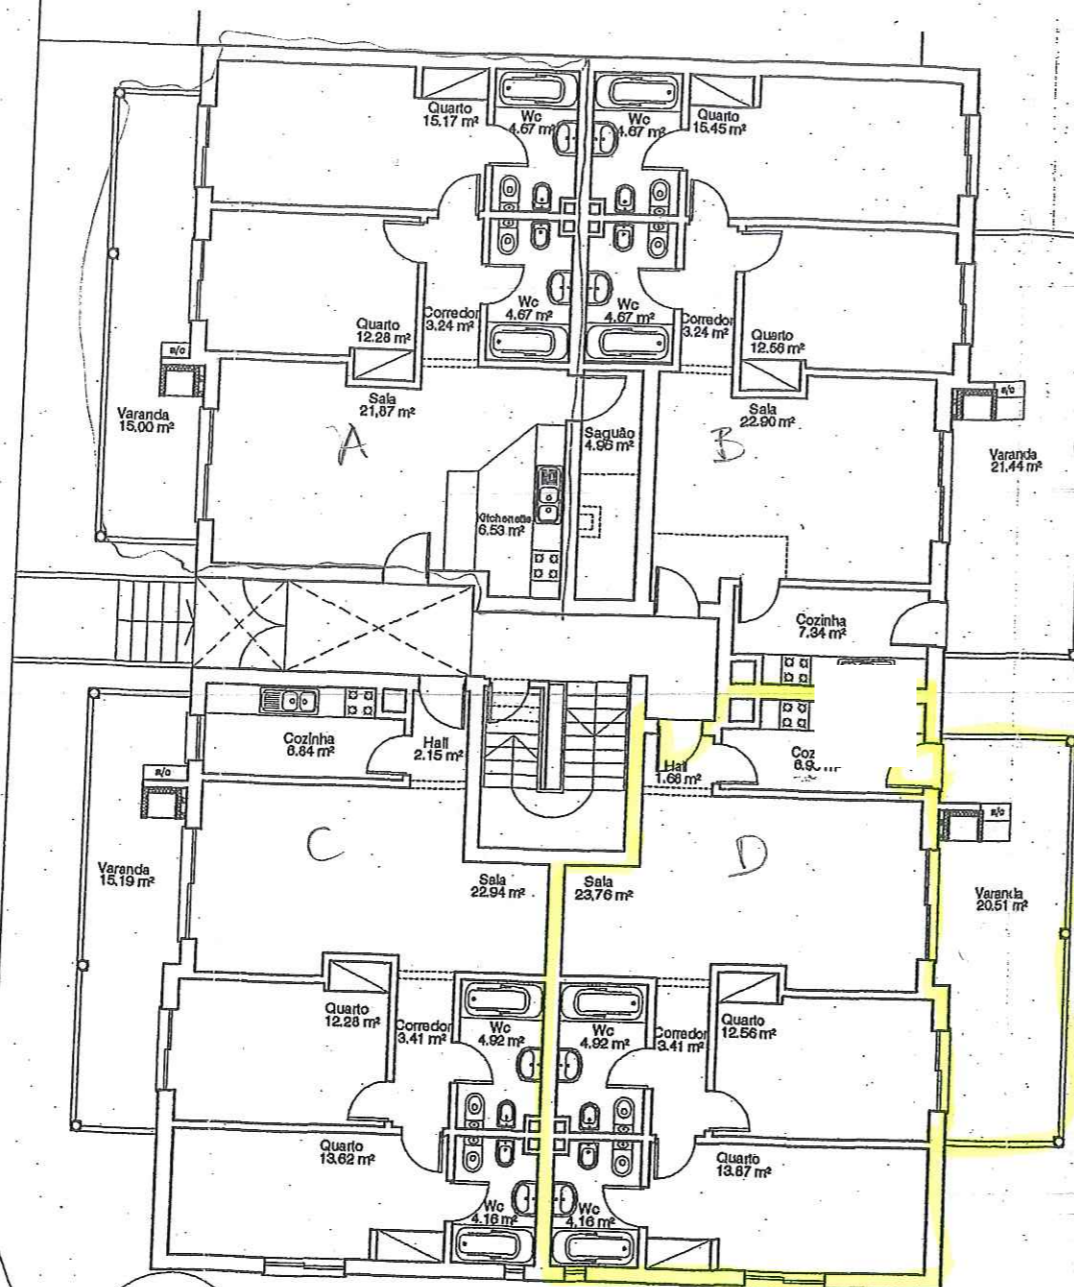 Quarto
15.17 m²
Wc
4.67 m²
Wc
4.67 m²
Quarto
15.45 m²
Quarto
12.28 m²
Corredor
3.24 m²
Wc
4.67 m²
Wc
4.67 m²
Corredor
3.24 m²
Quarto
12.56 m²
Varanda
15.00 m²
Sala
21,87 m²
A
Saguão
4.96 m²
Sala
22.90 m²
B
Varanda
21.44 m²
Kitchenette
6.53 m²
Cozinha
7.34 m²
Cozinha
6.64 m²
Hall
2.15 m²
Hall
1.66 m²
Coz
Varanda
15.19 m²
C
Sala
22.94 m²
Sala
23,76 m²
D
Varanda
20.51 m²
Quarto
12.28 m²
Corredor
3.41 m²
Wc
4.92 m²
Wc
4.92 m²
Corredor
3.41 m²
Quarto
12.56 m²
Quarto
13.62 m²
Wc
4.16 m²
Wc
4.16 m²
Quarto
13.87 m²